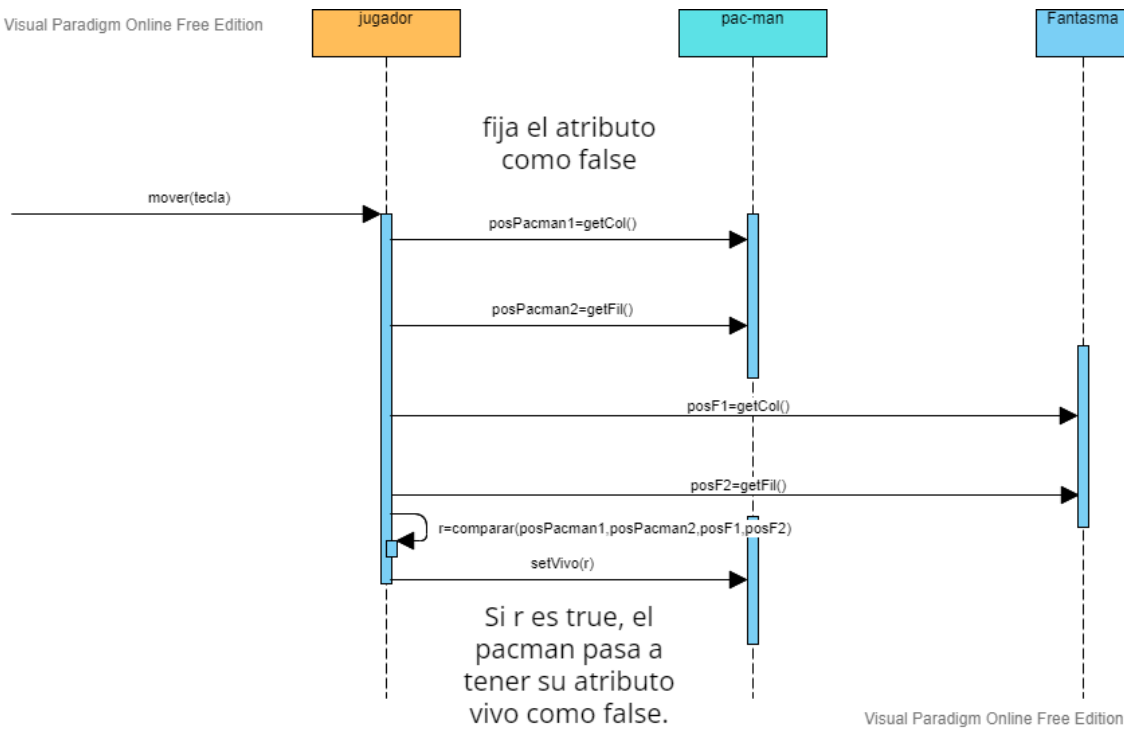 Visual Paradigm Online Free Edition
jugador
pac-man
Fantasma
fija el atributo
como false
mover(tecla)
posPacman1=getCol()
posPacman2=getFil()
posF1=getCol()
posF2=getFil()
r=comparar(posPacman1,posPacman2,posF1,posF2)
setVivo(r)
Si r es true, el
pacman pasa a
tener su atributo
vivo como false.
Visual Paradigm Online Free Edition